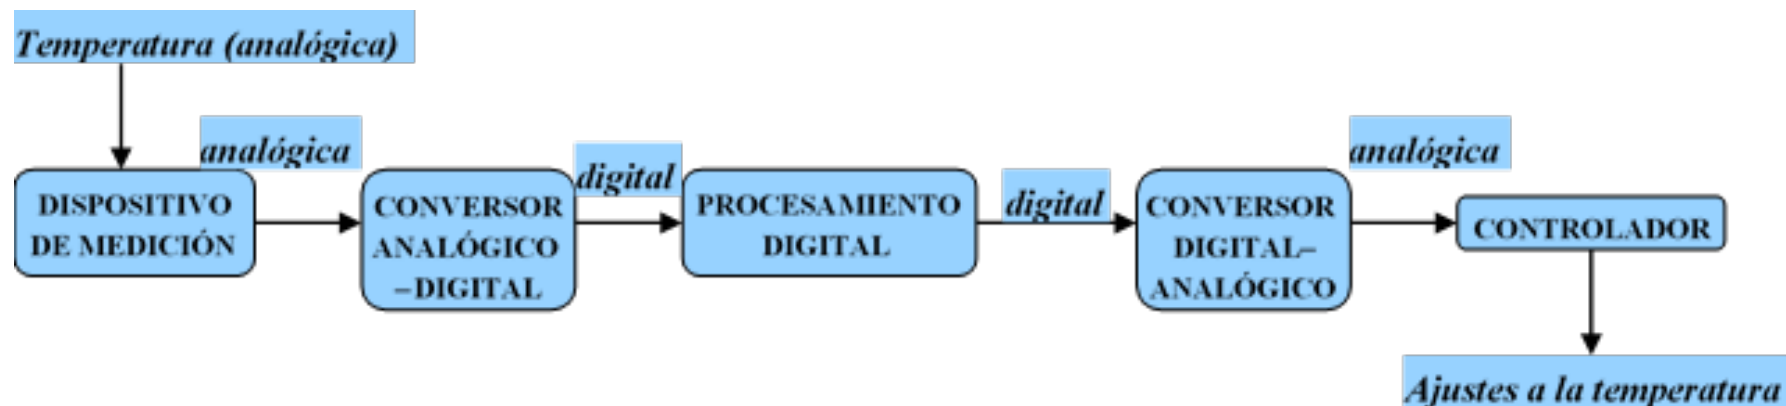 Temperatura (analógica)
analógica
DISPOSITIVO
DE MEDICIÓN
CONVERSOR
ANALÓGICO
–DIGITAL
digital
PROCESAMIENTO
DIGITAL
digital
CONVERSOR
DIGITAL–
ANALÓGICO
analógica
CONTROLADOR
Ajustes a la temperatura